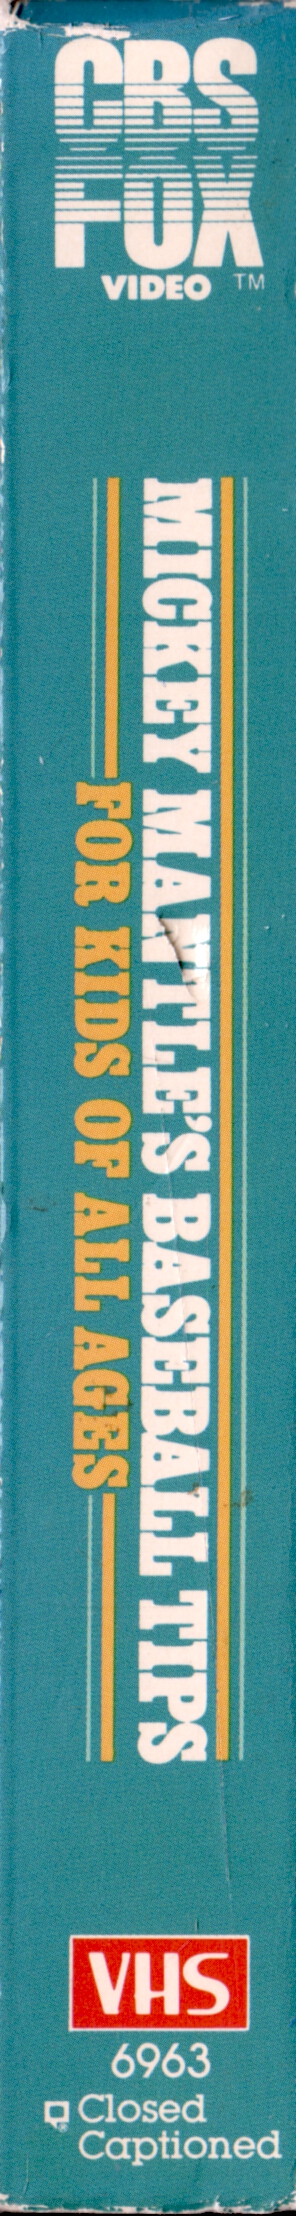 CBS
FOX
VIDEO ™
MICKEY MANTLE'S BASEBALL TIPS
FOR KIDS OF ALL AGES
VHS
6963
Closed
Captioned